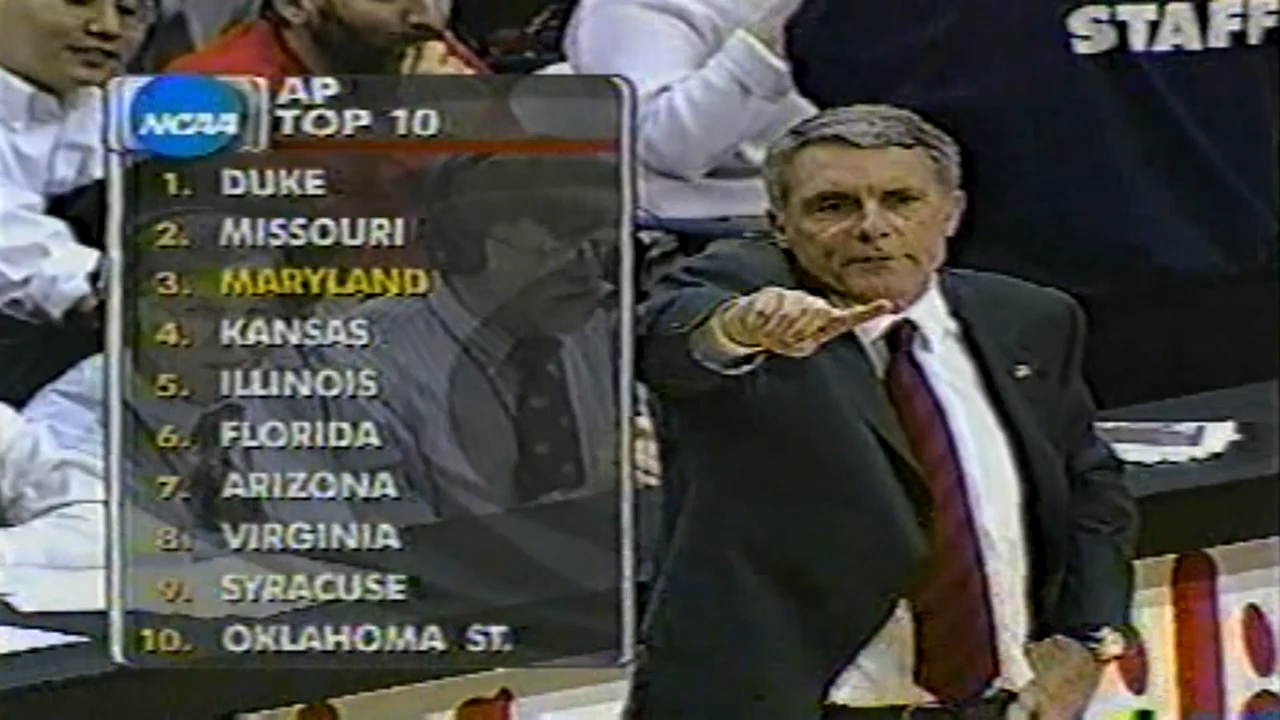 STAFF
NCAA
AP
TOP 10
1. DUKE
2. MISSOURI
3. MARYLAND
4. KANSAS
5. ILLINOIS
6. FLORIDA
7. ARIZONA
8. VIRGINIA
9. SYRACUSE
10. OKLAHOMA ST.